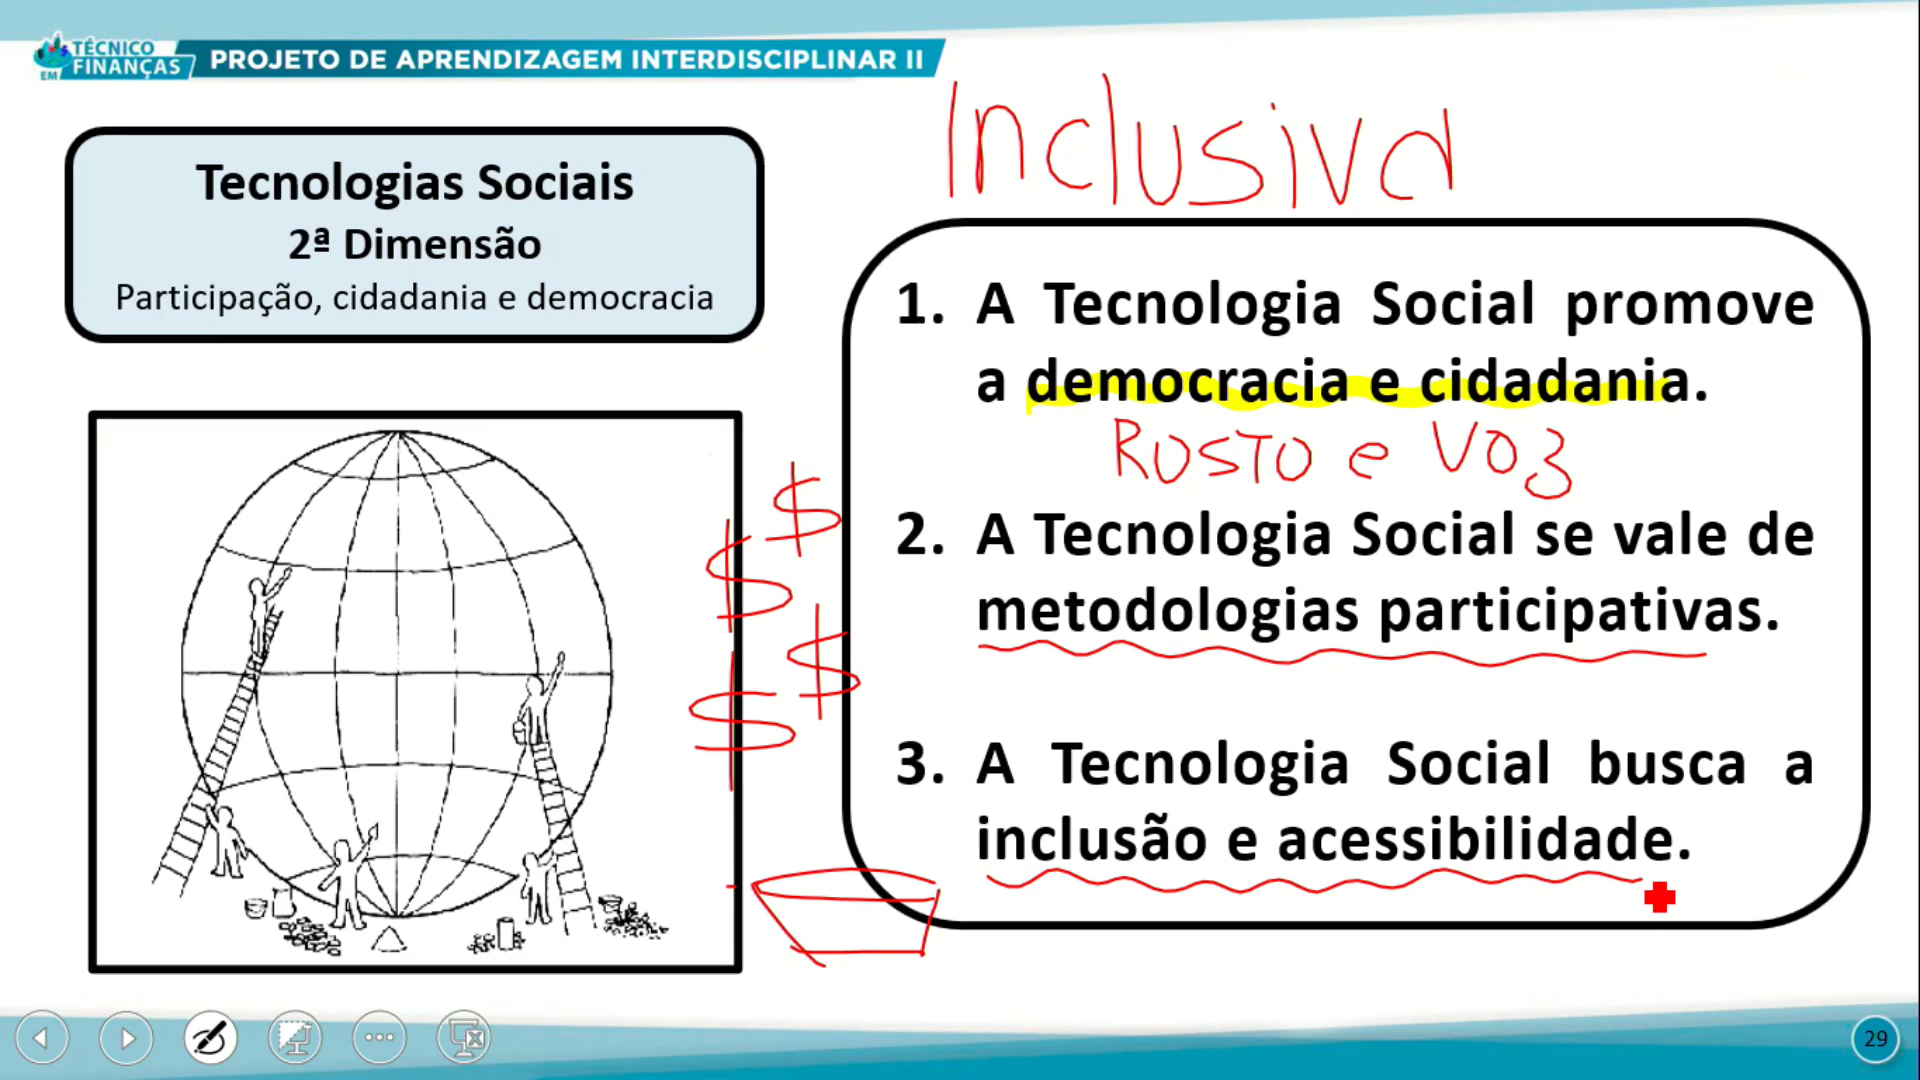 TÉCNICO
EM FINANÇAS
PROJETO DE APRENDIZAGEM INTERDISCIPLINAR II
Inclusiva
Tecnologias Sociais
2ª Dimensão
Participação, cidadania e democracia
1. A Tecnologia Social promove
a democracia e cidadania.
ROSTO e VOZ
2. A Tecnologia Social se vale de
metodologias participativas.
3. A Tecnologia Social busca a
inclusão e acessibilidade.
$
$
$
$
29